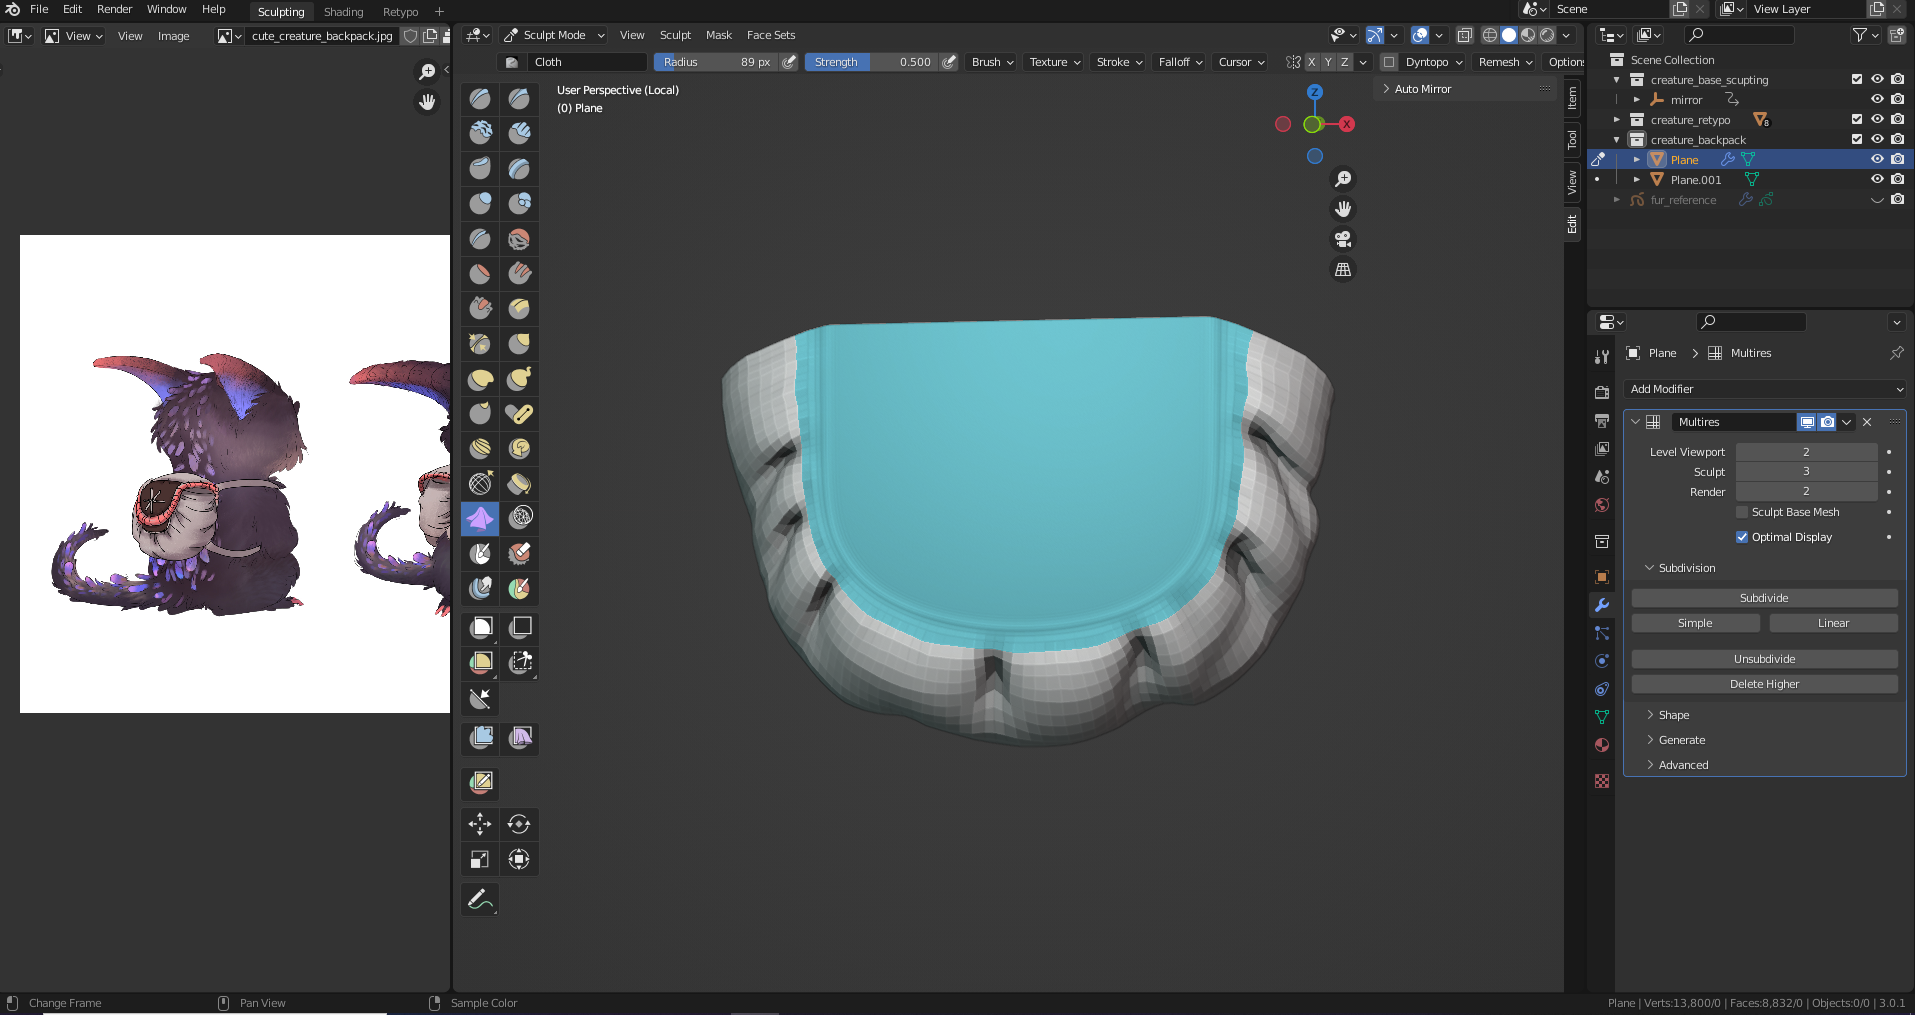 File Edit Render Window Help Sculpting Shading Retypo + Scene View Layer
View View Image cute_creature_backpack.jpg Sculpt Mode View Sculpt Mask Face Sets
Cloth Radius 89 px Strength 0.500 Brush Texture Stroke Falloff Cursor X Y Z Dyntopo Remesh Options
User Perspective (Local)
(0) Plane
Auto Mirror
Z
X
Item
Tool
View
Edit
Scene Collection
creature_base_scupting
mirror
creature_retypo 8
creature_backpack
Plane
Plane.001
fur_reference
Plane > Multires
Add Modifier
Multires
Level Viewport 2
Sculpt 3
Render 2
Sculpt Base Mesh
Optimal Display
Subdivision
Subdivide
Simple Linear
Unsubdivide
Delete Higher
Shape
Generate
Advanced
Change Frame Pan View Sample Color Plane | Verts:13,800/0 | Faces:8,832/0 | Objects:0/0 | 3.0.1